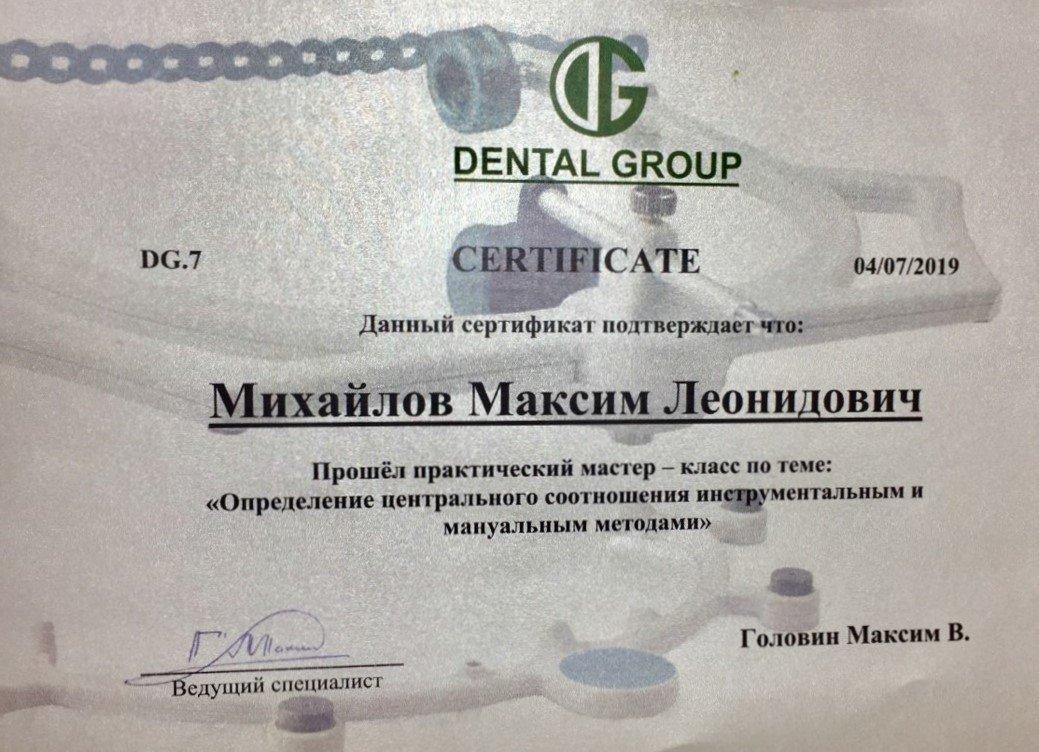 DG
DENTAL GROUP
DG.7 CERTIFICATE 04/07/2019
Данный сертификат подтверждает что:
Михайлов Максим Леонидович
Прошёл практический мастер – класс по теме:
«Определение центрального соотношения инструментальным и
мануальным методами»
Головин Максим В.
Ведущий специалист